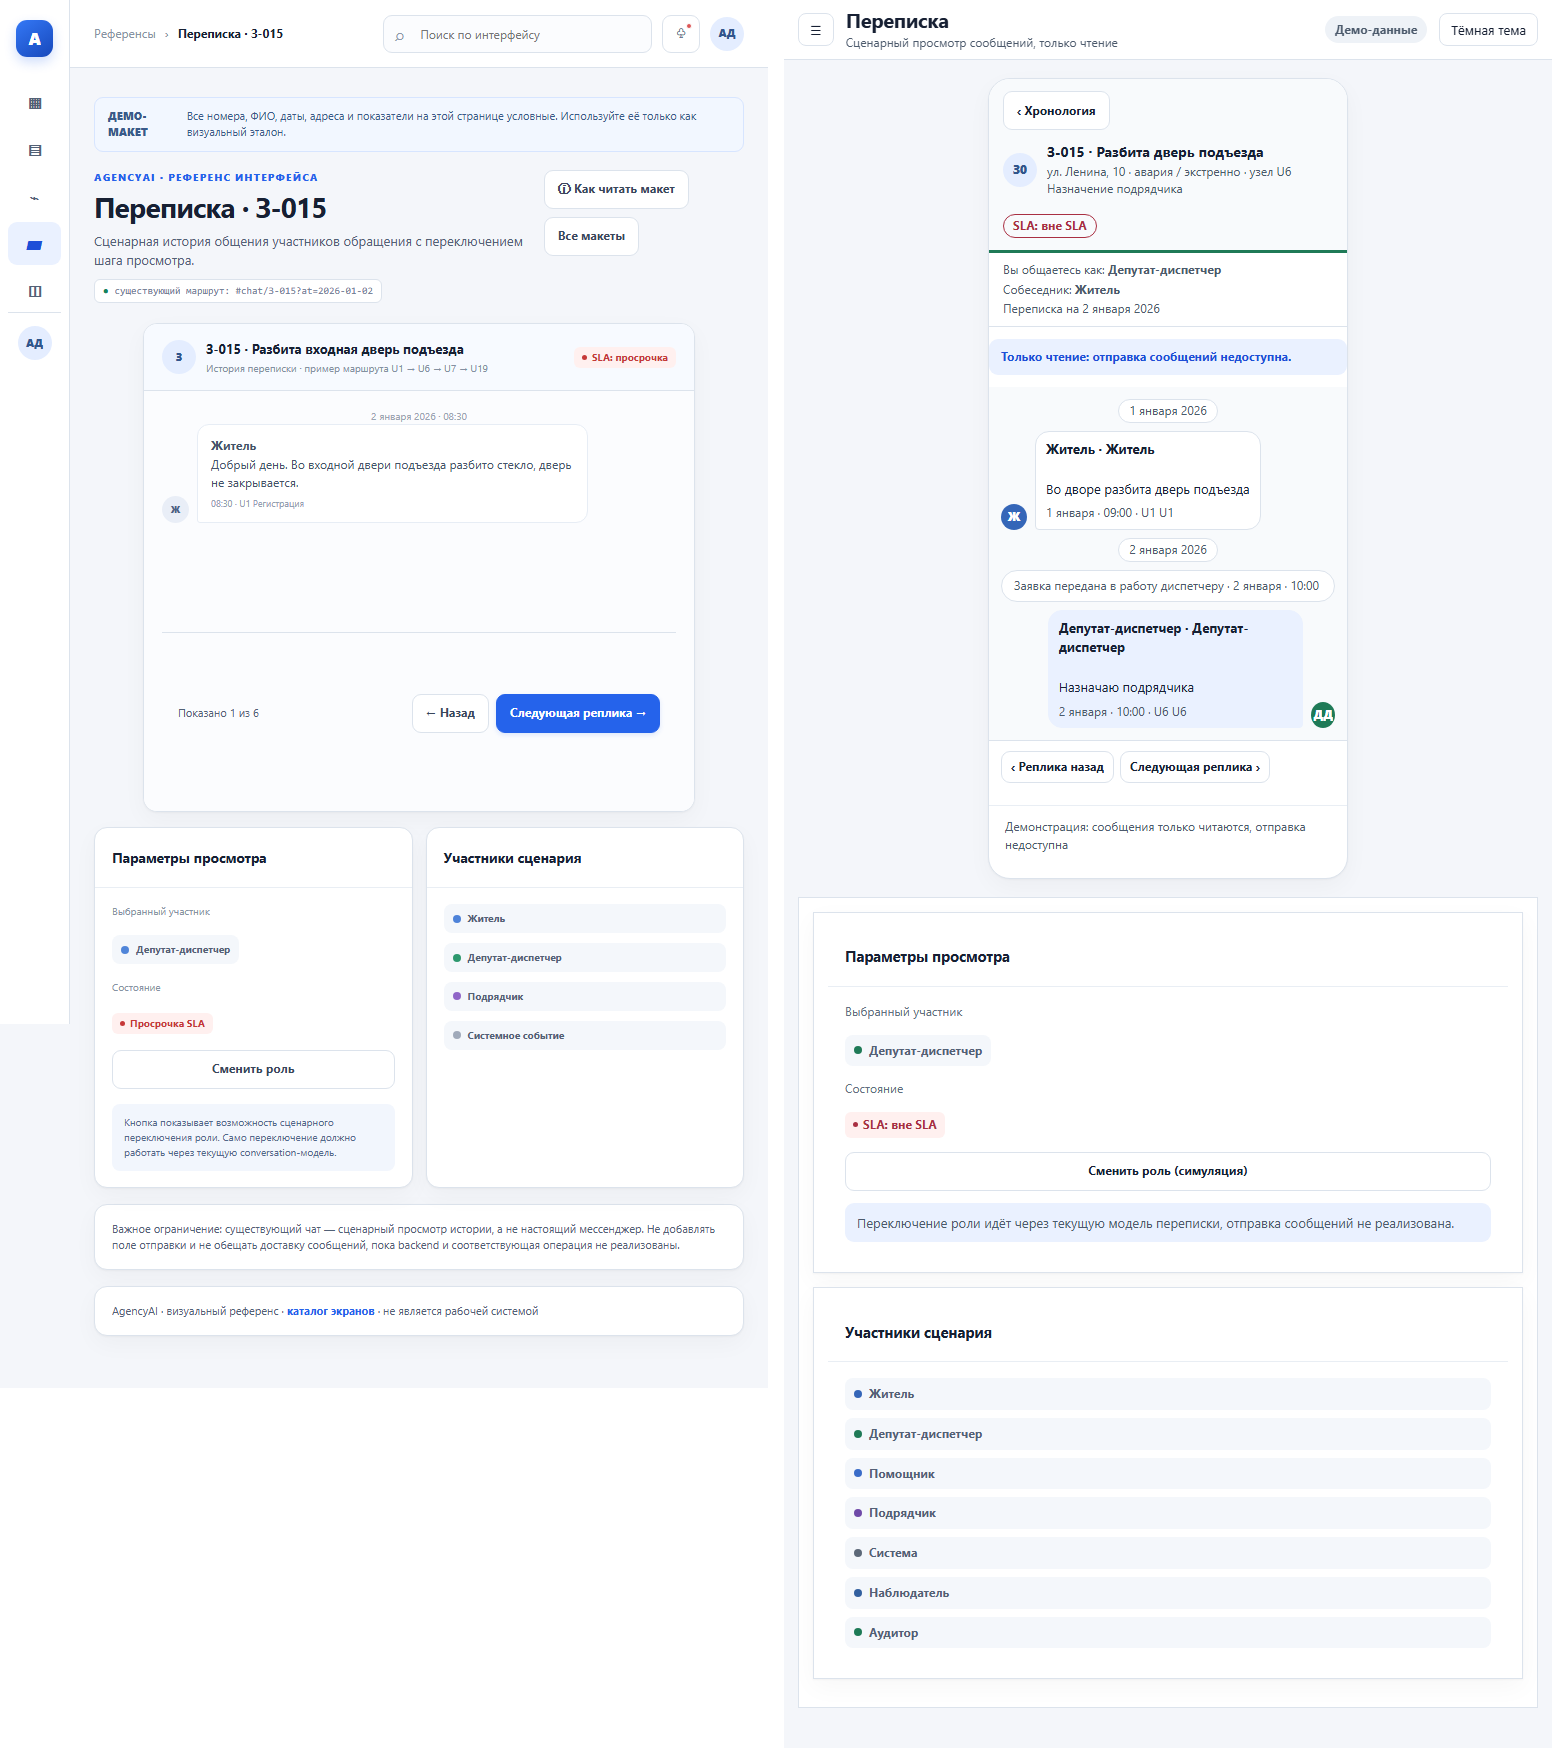 A
Референсы › Переписка · 3-015
Поиск по интерфейсу
АД
АД
ДЕМО-
МАКЕТ
Все номера, ФИО, даты, адреса и показатели на этой странице условные. Используйте её только как
визуальный эталон.
AGENCYAI · РЕФЕРЕНС ИНТЕРФЕЙСА
Переписка · 3-015
Сценарная история общения участников обращения с переключением
шага просмотра.
существующий маршрут: #chat/3-015?at=2026-01-02
ⓘ Как читать макет
Все макеты
3
3-015 · Разбита входная дверь подъезда
История переписки · пример маршрута U1 → U6 → U7 → U19
SLA: просрочка
2 января 2026 · 08:30
Житель
Добрый день. Во входной двери подъезда разбито стекло, дверь
не закрывается.
08:30 · U1 Регистрация
Ж
Показано 1 из 6
← Назад
Следующая реплика →
Параметры просмотра
Выбранный участник
Депутат-диспетчер
Состояние
Просрочка SLA
Сменить роль
Кнопка показывает возможность сценарного
переключения роли. Само переключение должно
работать через текущую conversation-модель.
Участники сценария
Житель
Депутат-диспетчер
Подрядчик
Системное событие
Важное ограничение: существующий чат — сценарный просмотр истории, а не настоящий мессенджер. Не добавлять
поле отправки и не обещать доставку сообщений, пока backend и соответствующая операция не реализованы.
AgencyAI · визуальный референс · каталог экранов · не является рабочей системой
☰
Переписка
Сценарный просмотр сообщений, только чтение
Демо-данные
Тёмная тема
‹ Хронология
30
3-015 · Разбита дверь подъезда
ул. Ленина, 10 · авария / экстренно · узел U6
Назначение подрядчика
SLA: вне SLA
Вы общаетесь как: Депутат-диспетчер
Собеседник: Житель
Переписка на 2 января 2026
Только чтение: отправка сообщений недоступна.
1 января 2026
Житель · Житель
Во дворе разбита дверь подъезда
1 января · 09:00 · U1 U1
Ж
2 января 2026
Заявка передана в работу диспетчеру · 2 января · 10:00
Депутат-диспетчер · Депутат-
диспетчер
Назначаю подрядчика
2 января · 10:00 · U6 U6
ДД
‹ Реплика назад
Следующая реплика ›
Демонстрация: сообщения только читаются, отправка
недоступна
Параметры просмотра
Выбранный участник
Депутат-диспетчер
Состояние
SLA: вне SLA
Сменить роль (симуляция)
Переключение роли идёт через текущую модель переписки, отправка сообщений не реализована.
Участники сценария
Житель
Депутат-диспетчер
Помощник
Подрядчик
Система
Наблюдатель
Аудитор